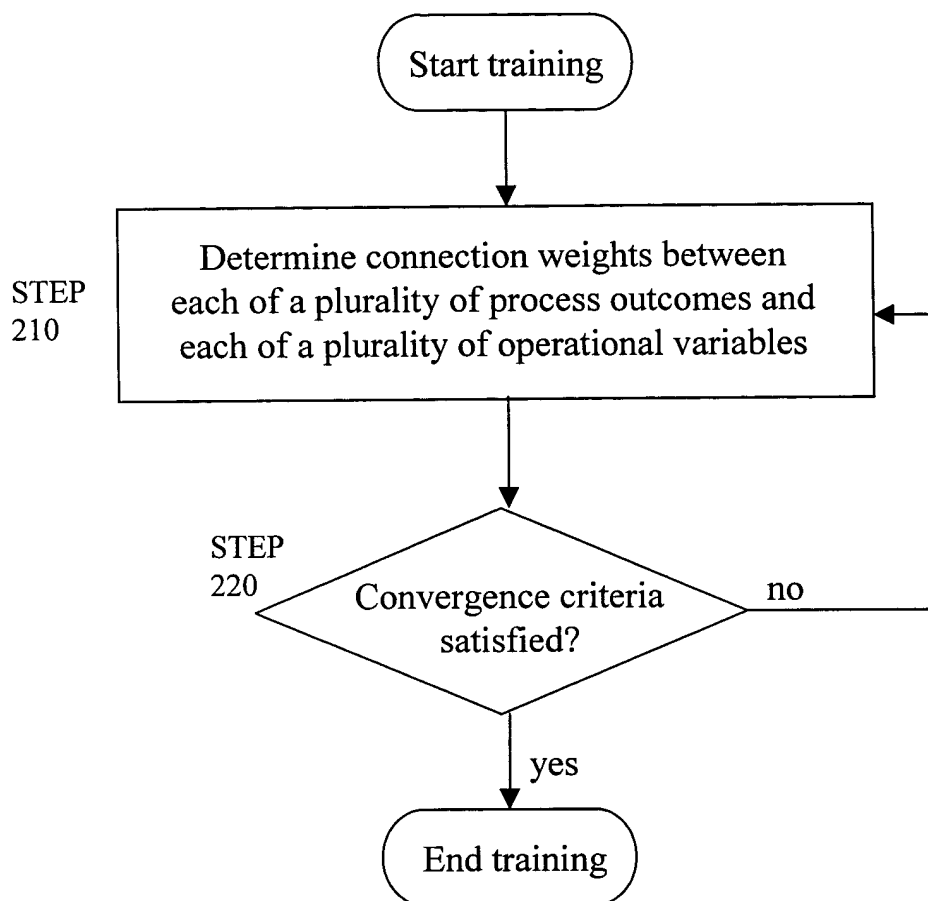 Start training
STEP
210
Determine connection weights between
each of a plurality of process outcomes and
each of a plurality of operational variables
STEP
220
Convergence criteria
satisfied?
no
yes
End training